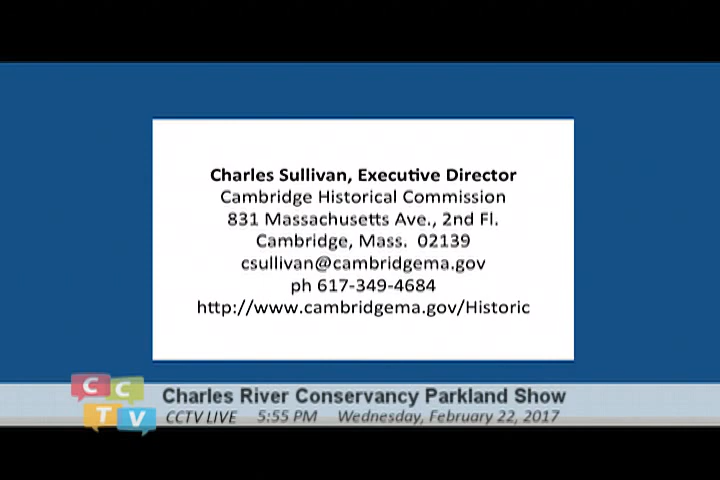 Charles Sullivan, Executive Director
Cambridge Historical Commission
831 Massachusetts Ave., 2nd Fl.
Cambridge, Mass.  02139
csullivan@cambridgema.gov
ph 617-349-4684
http://www.cambridgema.gov/Historic
CCTV
Charles River Conservancy Parkland Show
CCTV LIVE 5:55 PM Wednesday, February 22, 2017